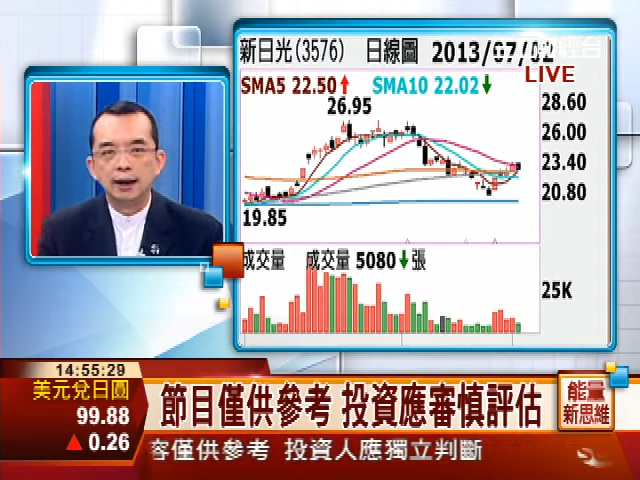 新日光(3576) 日線圖 2013/07/02
LIVE
SMA5 22.50 SMA10 22.02
26.95
28.60
26.00
23.40
20.80
19.85
成交量 成交量 5080 張
25K
14:55:29
美元兌日圓
99.88
▲ 0.26
節目僅供參考 投資應審慎評估
能量
新思維
容僅供參考 投資人應獨立判斷